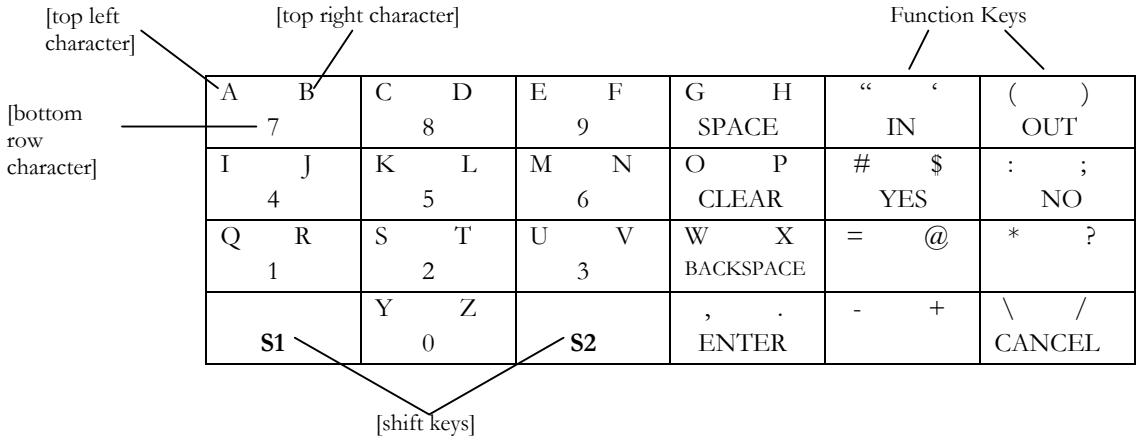 [top left
character]
[top right character]
Function Keys
[bottom
row
character]
A B C D E F G H “ ‘ ( )
7 8 9 SPACE IN OUT
I J K L M N O P # $ : ;
4 5 6 CLEAR YES NO
Q R S T U V W X = @ * ?
1 2 3 BACKSPACE
Y Z , . - + \ /
S1 0 S2 ENTER CANCEL
[shift keys]